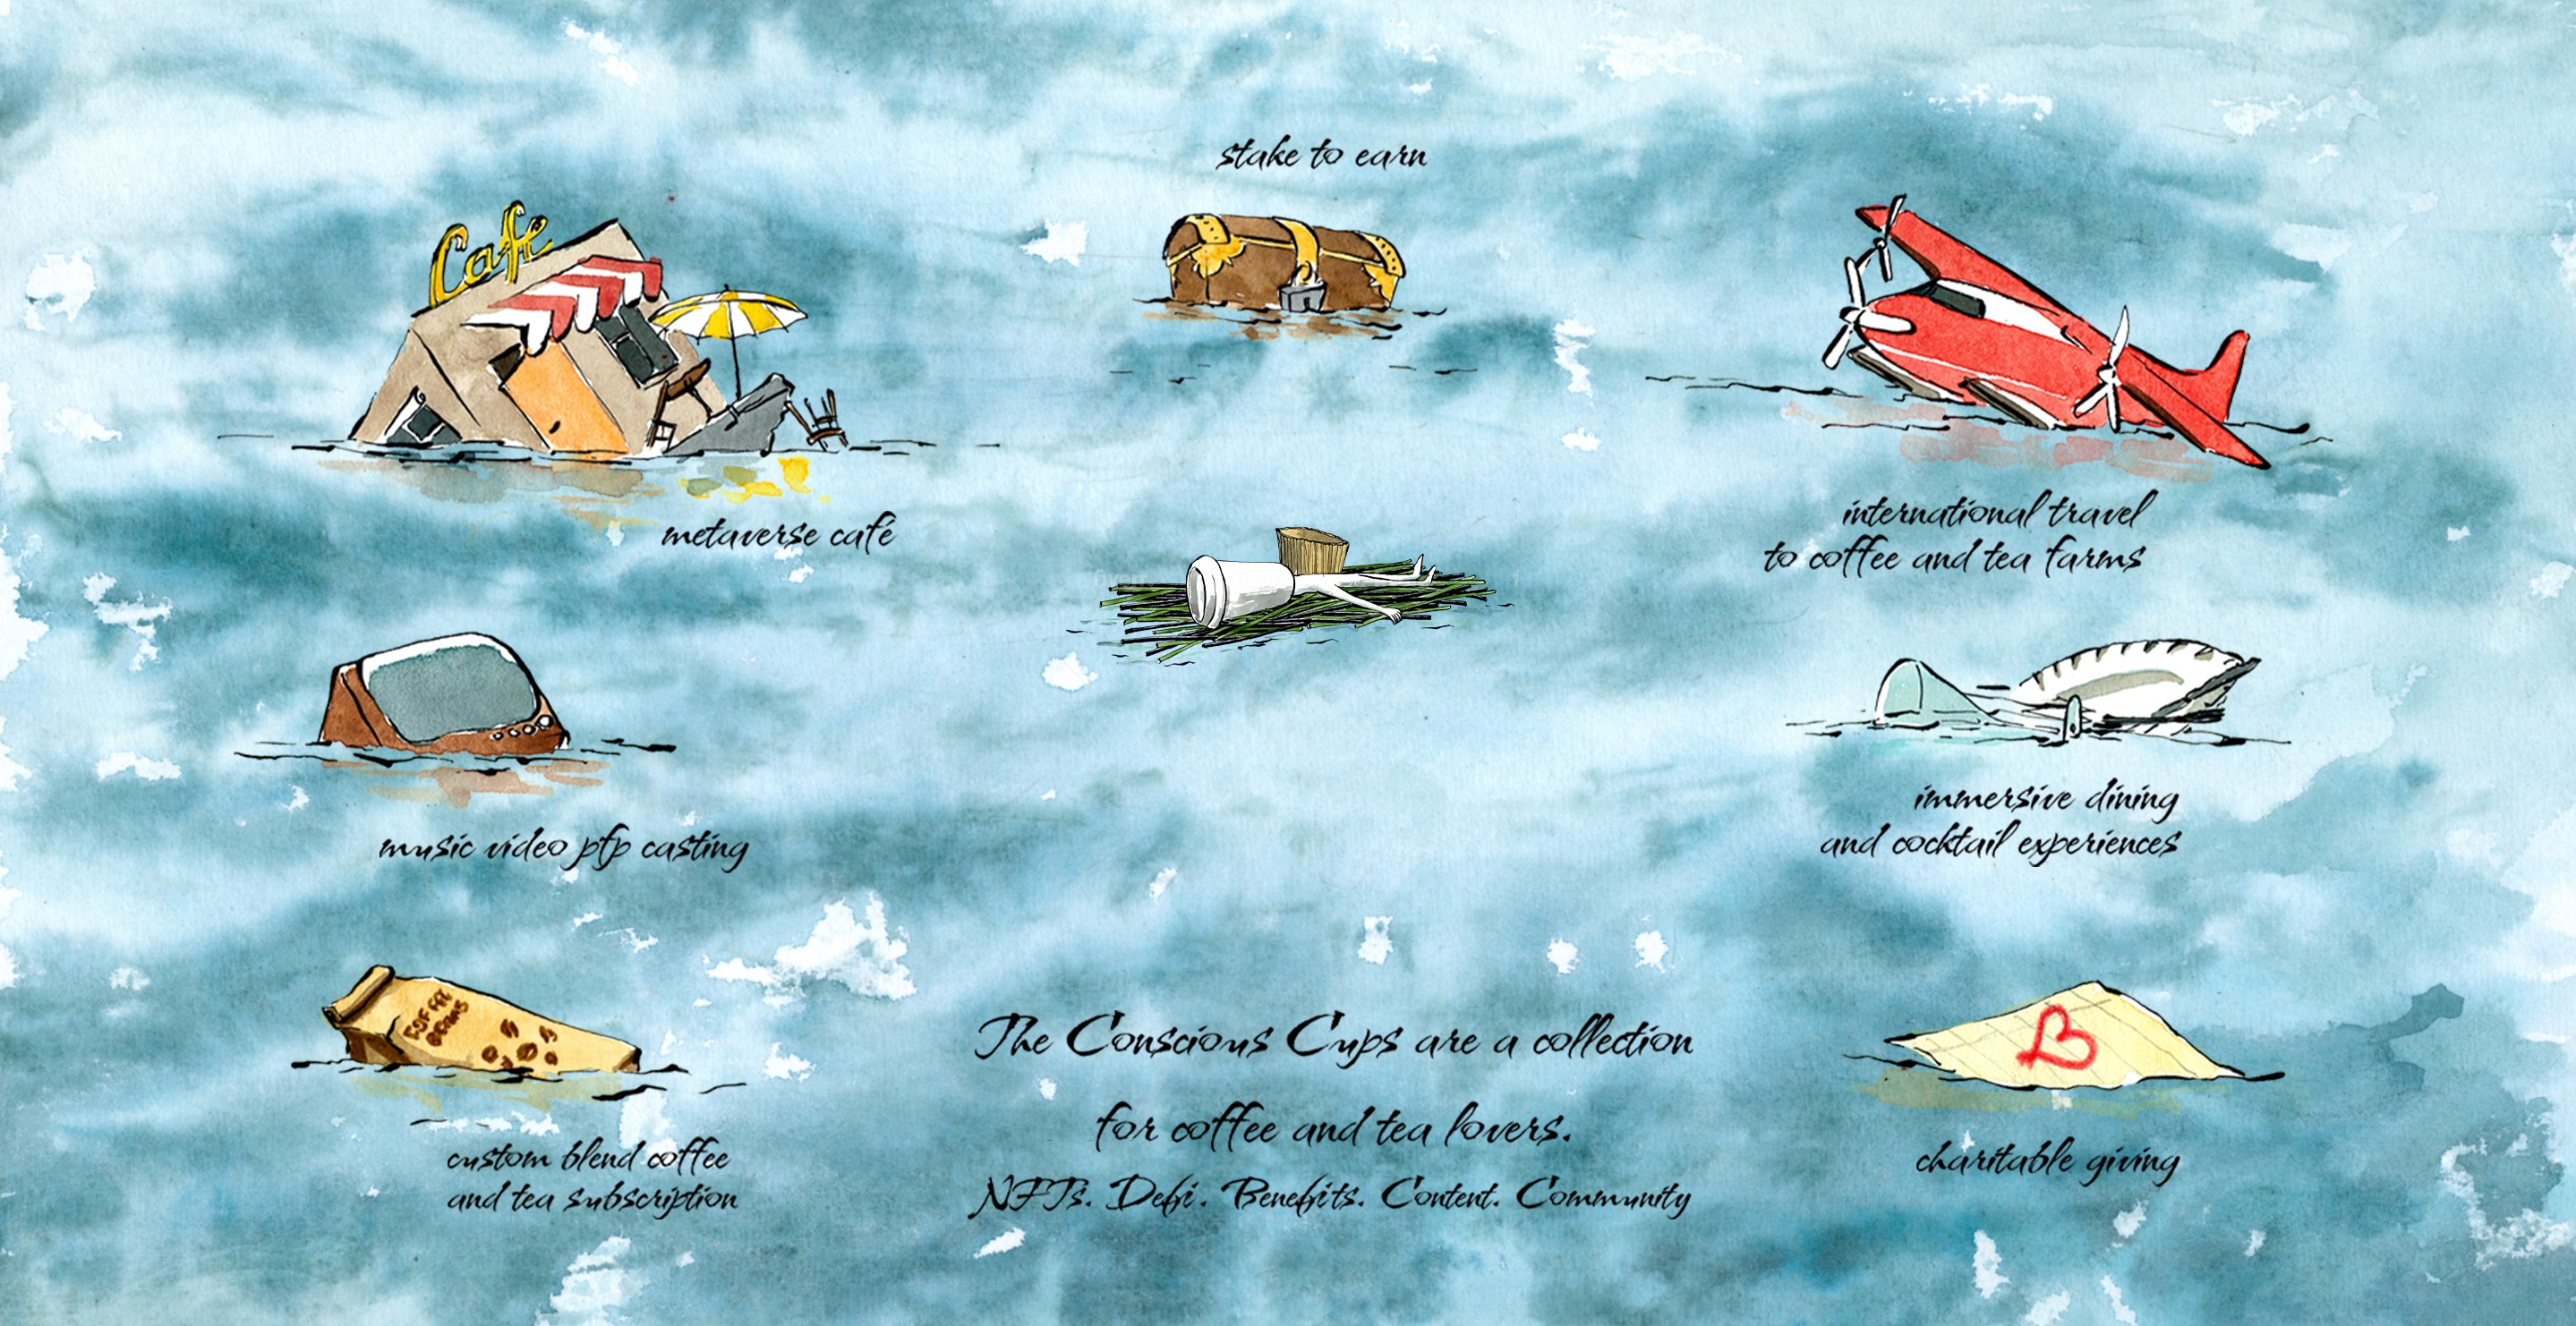 stake to earn
Cafe
metaverse café
international travel
to coffee and tea farms
music video pfp casting
immersive dining
and cocktail experiences
COFFEE
BEANS
custom blend coffee
and tea subscription
The Conscious Cups are a collection
for coffee and tea lovers.
NFTs. Defi. Benefits. Content. Community
charitable giving